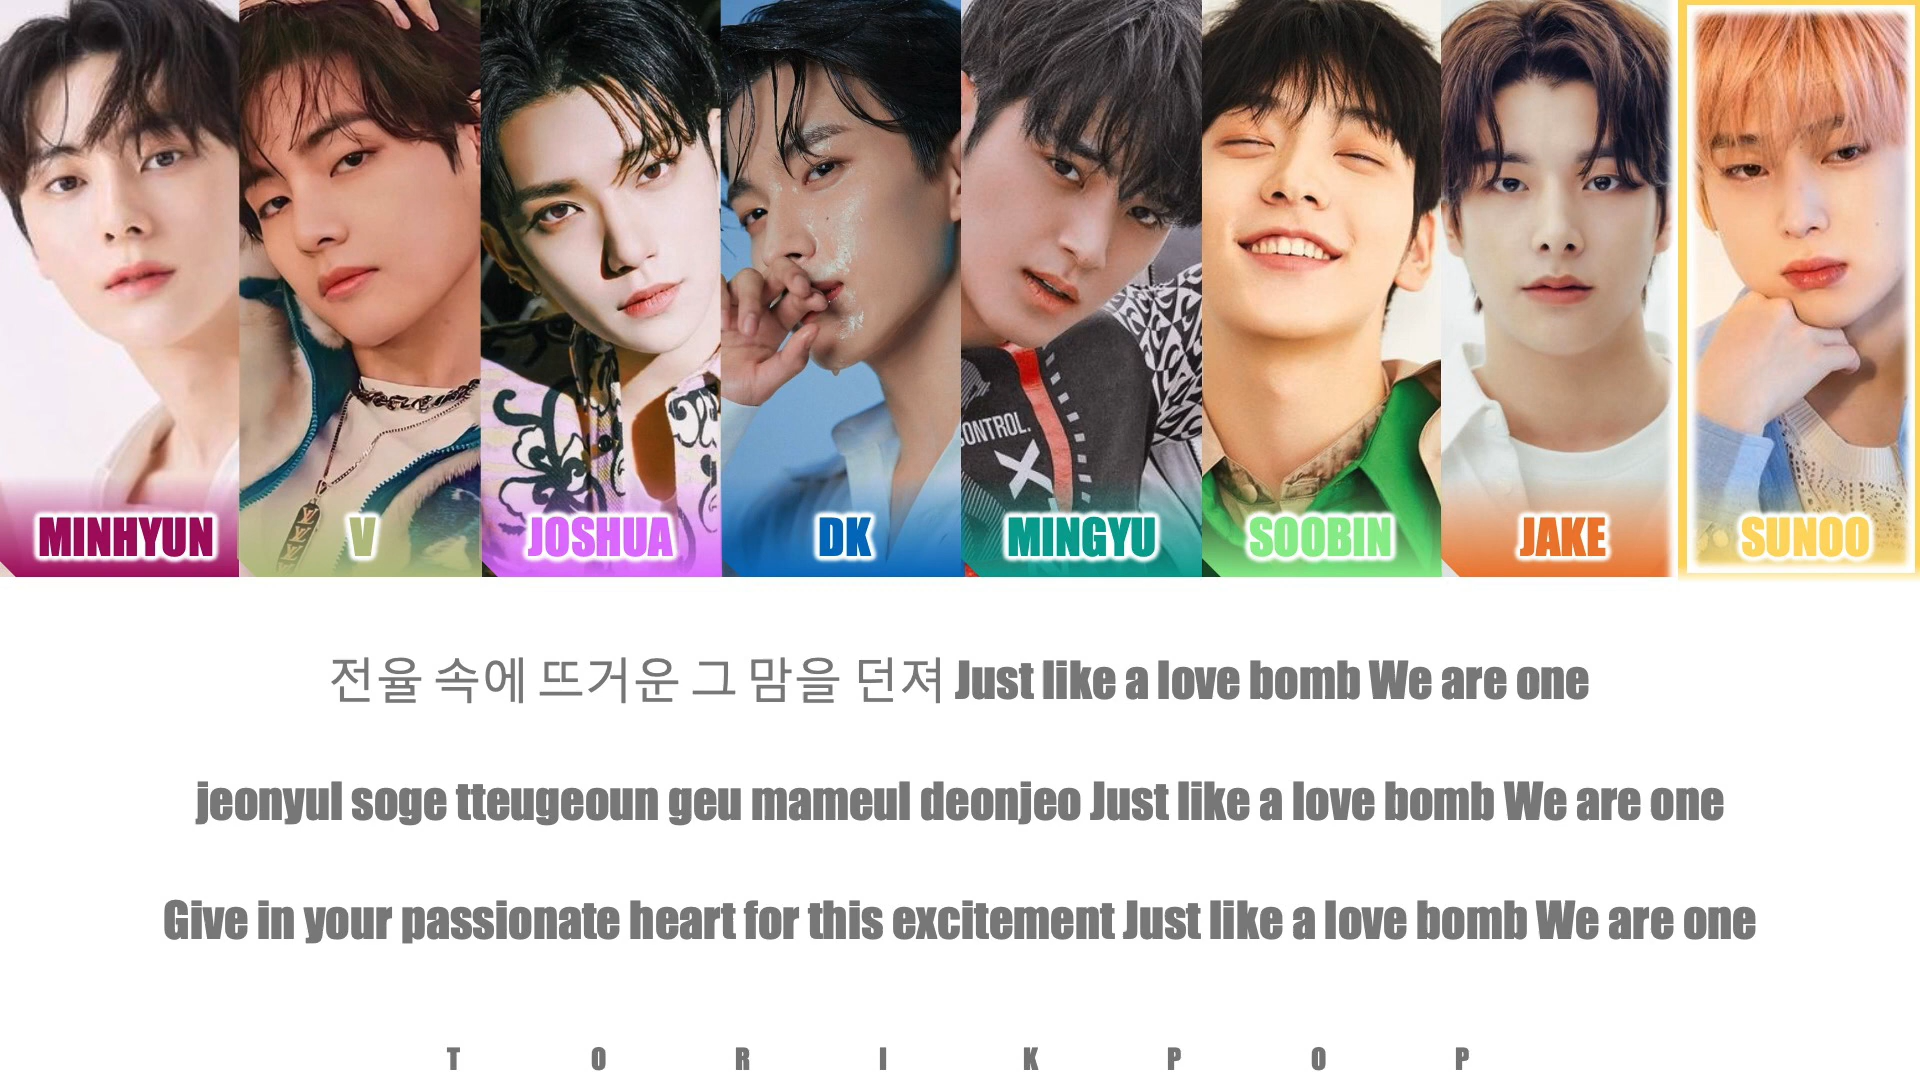 CONTROL.
X
MINHYUN V JOSHUA DK MINGYU SOOBIN JAKE SUNOO
전율 속에 뜨거운 그 맘을 던져 Just like a love bomb We are one
jeonyul soge tteugeoun geu mameul deonjeo Just like a love bomb We are one
Give in your passionate heart for this excitement Just like a love bomb We are one
T O R I K P O P